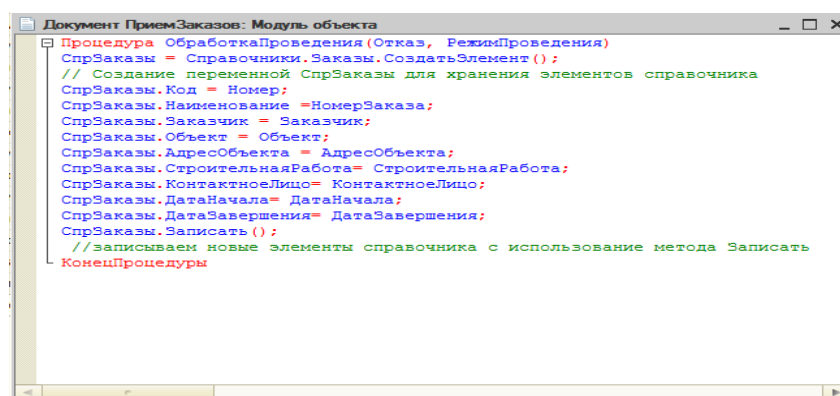 Документ ПриемЗаказов: Модуль объекта
Процедура ОбработкаПроведения(Отказ, РежимПроведения)
СпрЗаказы = Справочники.Заказы.СоздатьЭлемент();
// Создание переменной СпрЗаказы для хранения элементов справочника
СпрЗаказы.Код = Номер;
СпрЗаказы.Наименование =НомерЗаказа;
СпрЗаказы.Заказчик = Заказчик;
СпрЗаказы.Объект = Объект;
СпрЗаказы.АдресОбъекта = АдресОбъекта;
СпрЗаказы.СтроительнаяРабота= СтроительнаяРабота;
СпрЗаказы.КонтактноеЛицо= КонтактноеЛицо;
СпрЗаказы.ДатаНачала= ДатаНачала;
СпрЗаказы.ДатаЗавершения= ДатаЗавершения;
СпрЗаказы.Записать();
//записываем новые элементы справочника с использование метода Записать
КонецПроцедуры